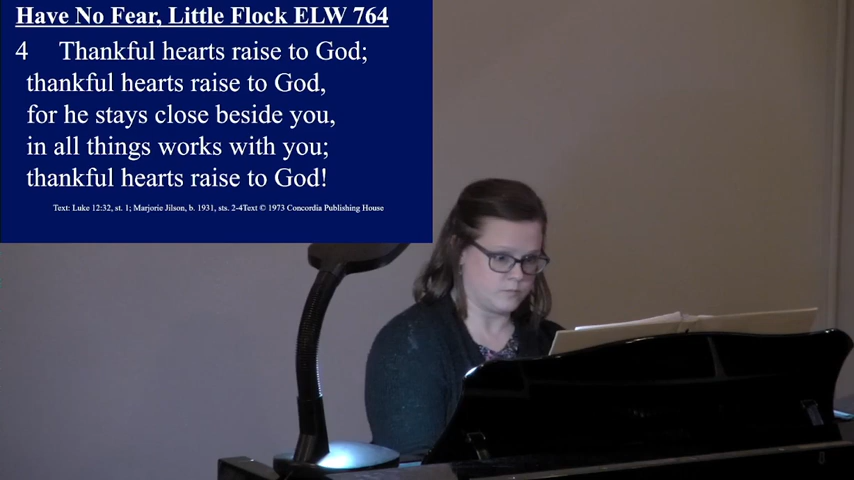 Have No Fear, Little Flock ELW 764
4 Thankful hearts raise to God;
thankful hearts raise to God,
for he stays close beside you,
in all things works with you;
thankful hearts raise to God!
Text: Luke 12:32, st. 1; Marjorie Jilson, b. 1931, sts. 2-4Text © 1973 Concordia Publishing House